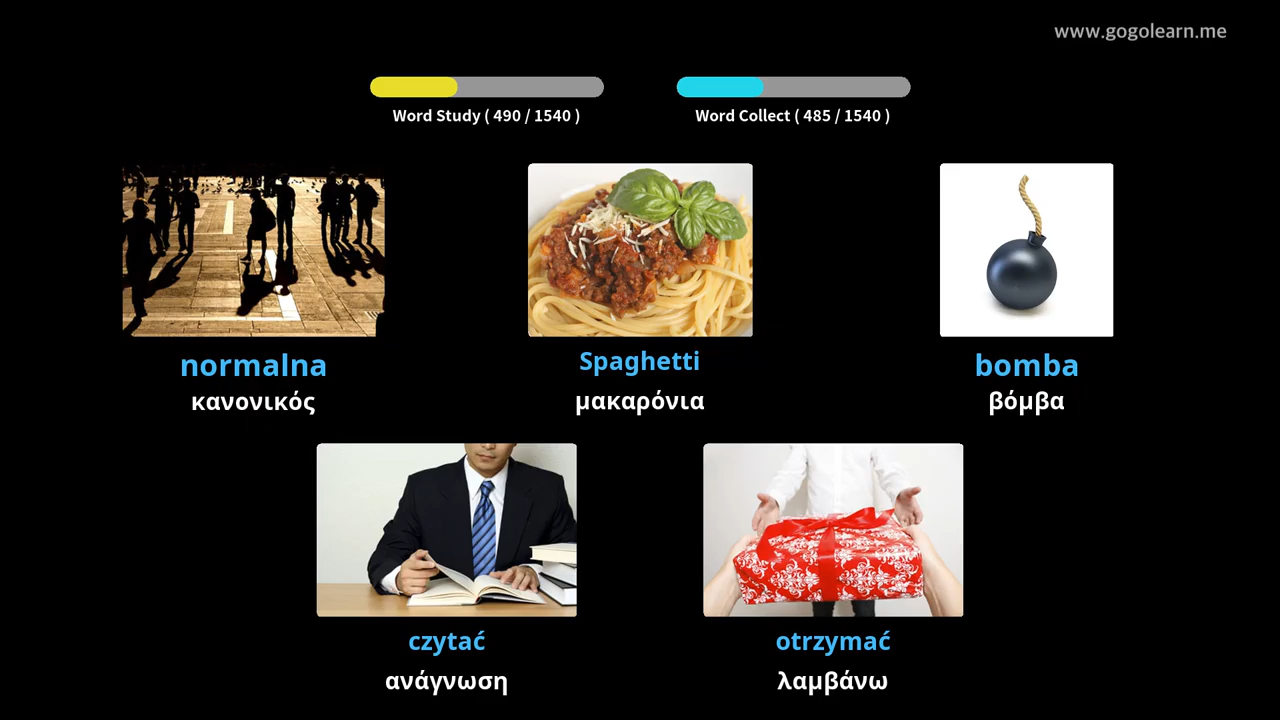 www.gogolearn.me
Word Study ( 490 / 1540 )
Word Collect ( 485 / 1540 )
normalna
κανονικός
Spaghetti
μακαρόνια
bomba
βόμβα
czytać
ανάγνωση
otrzymać
λαμβάνω